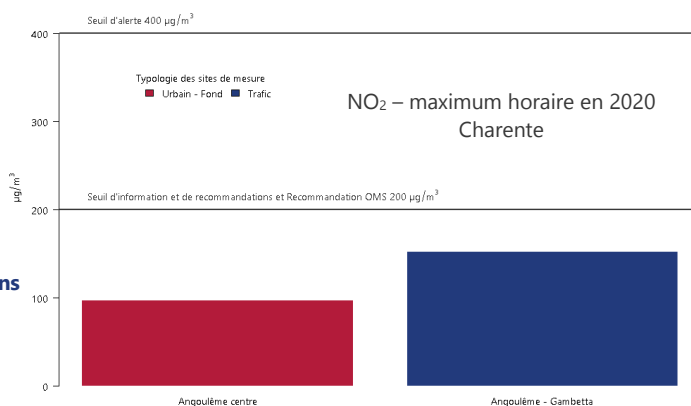 Seuil d'alerte 400 µg/m³
400
Typologie des sites de mesure
Urbain - Fond Trafic
NO₂ – maximum horaire en 2020
Charente
300
µg/m³
Seuil d'information et de recommandations et Recommandation OMS 200 µg/m³
200
ns
100
0
Angoulême centre Angoulême - Gambetta